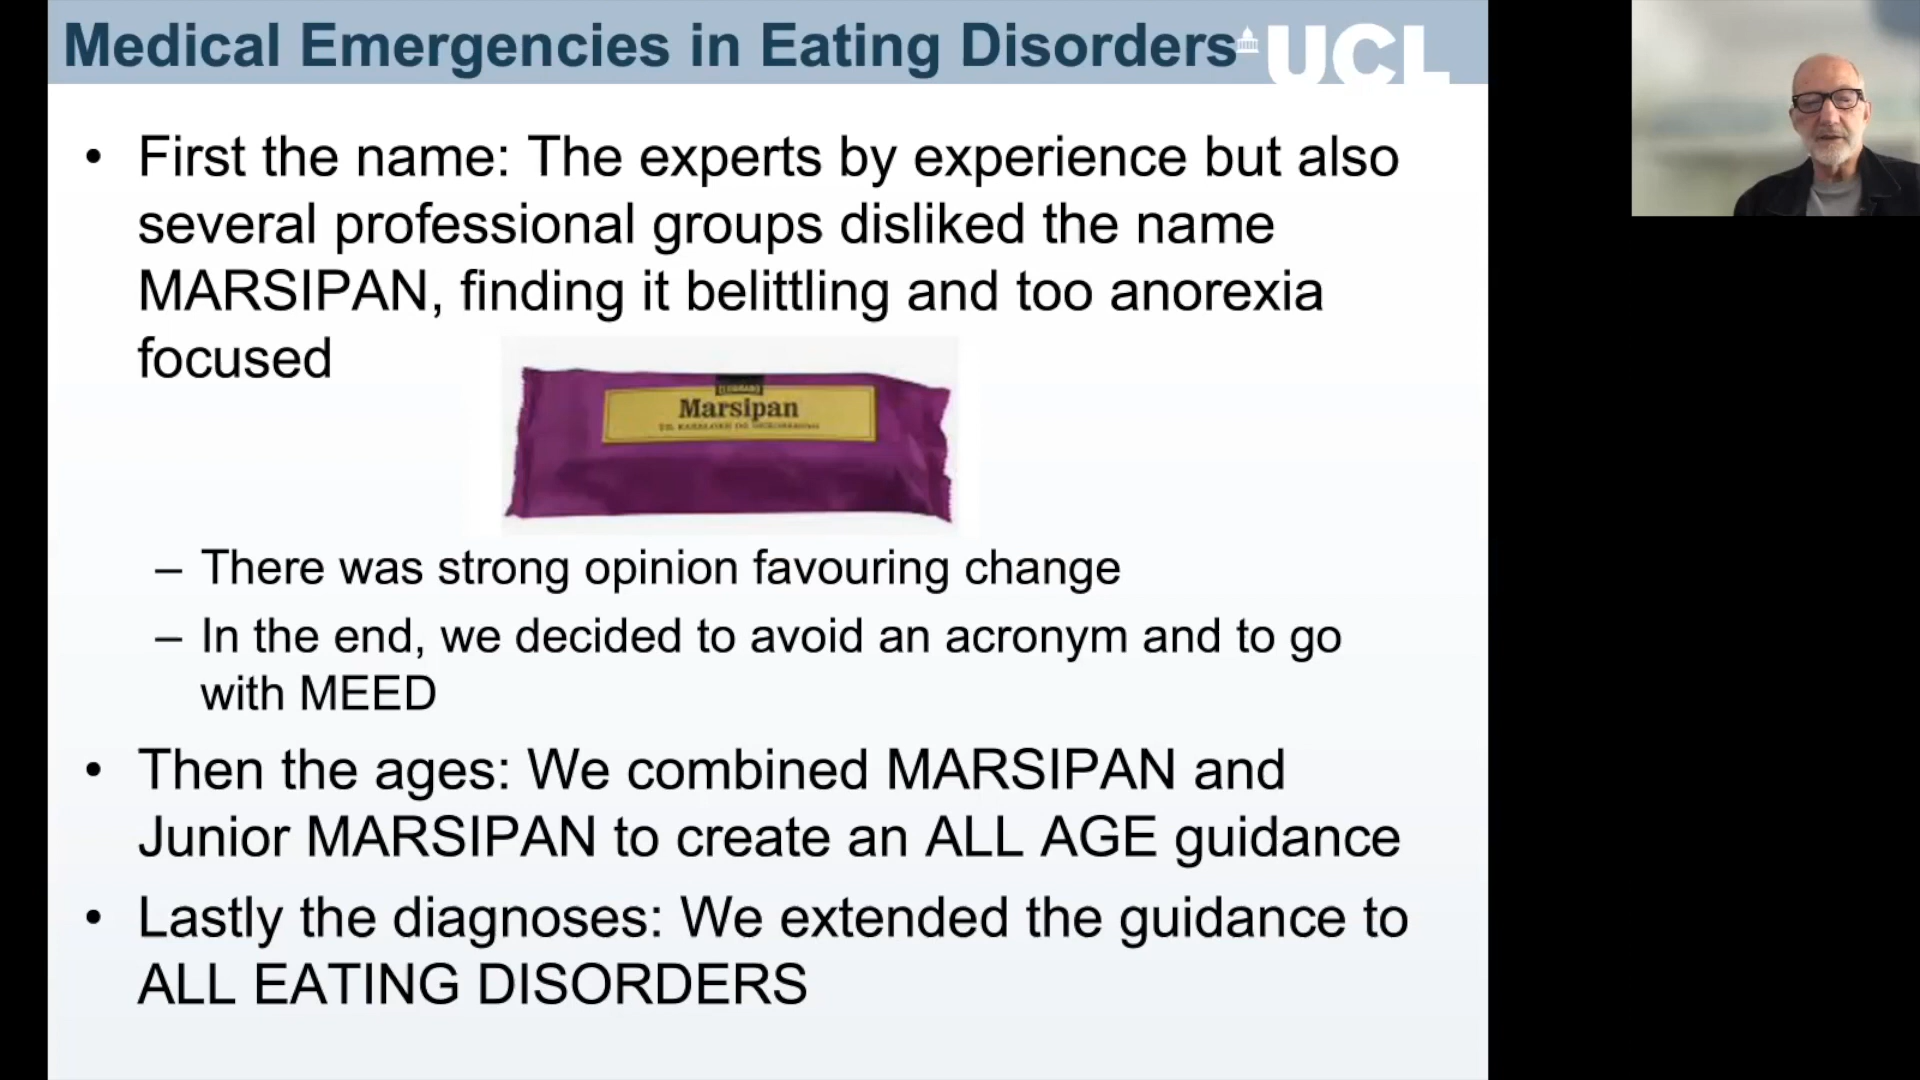 Medical Emergencies in Eating Disorders
UCL
• First the name: The experts by experience but also
several professional groups disliked the name
MARSIPAN, finding it belittling and too anorexia
focused
Marsipan
– There was strong opinion favouring change
– In the end, we decided to avoid an acronym and to go
with MEED
• Then the ages: We combined MARSIPAN and
Junior MARSIPAN to create an ALL AGE guidance
• Lastly the diagnoses: We extended the guidance to
ALL EATING DISORDERS